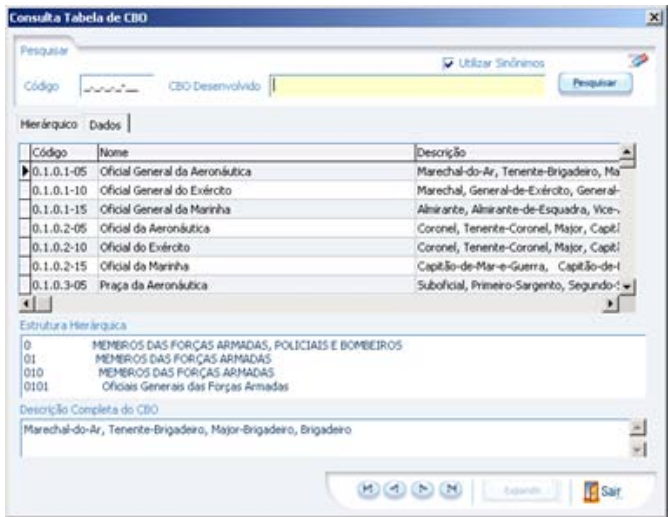 Consulta Tabela de CBO
Pesquisar
Utilizar Sinônimos
Código
CBO Desenvolvido
Pesquisar
Hierárquico Dados
Código Nome Descrição
0.1.0.1-05 Oficial General da Aeronáutica Marechal-do-Ar, Tenente-Brigadeiro, Ma
0.1.0.1-10 Oficial General do Exército Marechal, General-de-Exército, General-
0.1.0.1-15 Oficial General da Marinha Almirante, Almirante-de-Esquadra, Vice-
0.1.0.2-05 Oficial da Aeronáutica Coronel, Tenente-Coronel, Major, Capit
0.1.0.2-10 Oficial do Exército Coronel, Tenente-Coronel, Major, Capit
0.1.0.2-15 Oficial da Marinha Capitão-de-Mar-e-Guerra, Capitão-de-
0.1.0.3-05 Praça da Aeronáutica Suboficial, Primeiro-Sargento, Segundo-
Estrutura Hierárquica
0 MEMBROS DAS FORÇAS ARMADAS, POLICIAIS E BOMBEIROS
01 MEMBROS DAS FORÇAS ARMADAS
010 MEMBROS DAS FORÇAS ARMADAS
0101 Oficiais Generais das Forças Armadas
Descrição Completa do CBO
Marechal-do-Ar, Tenente-Brigadeiro, Major-Brigadeiro, Brigadeiro
Sair